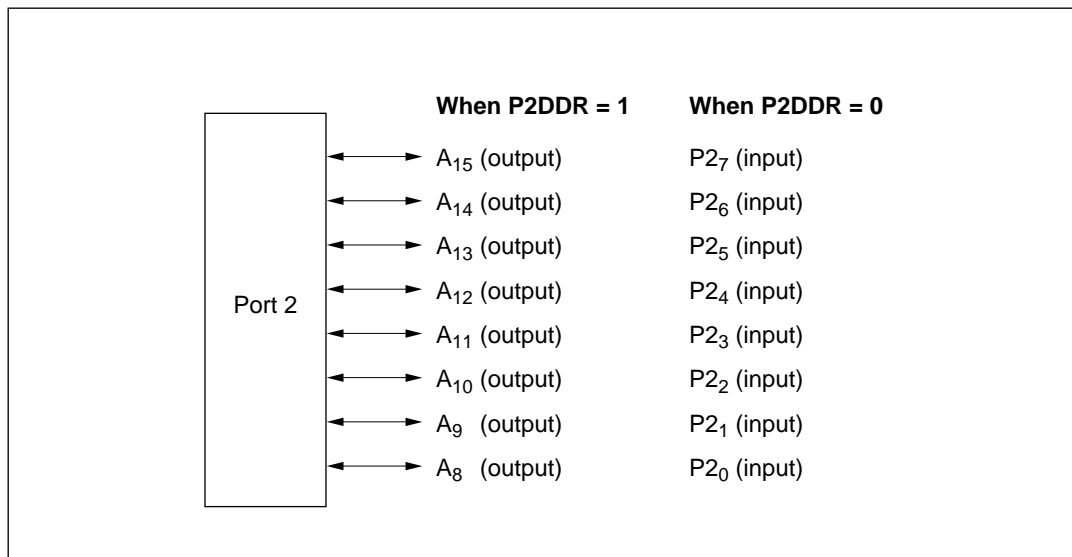 When P2DDR = 1 When P2DDR = 0
A15 (output) P27 (input)
A14 (output) P26 (input)
A13 (output) P25 (input)
A12 (output) P24 (input)
Port 2
A11 (output) P23 (input)
A10 (output) P22 (input)
A9 (output) P21 (input)
A8 (output) P20 (input)